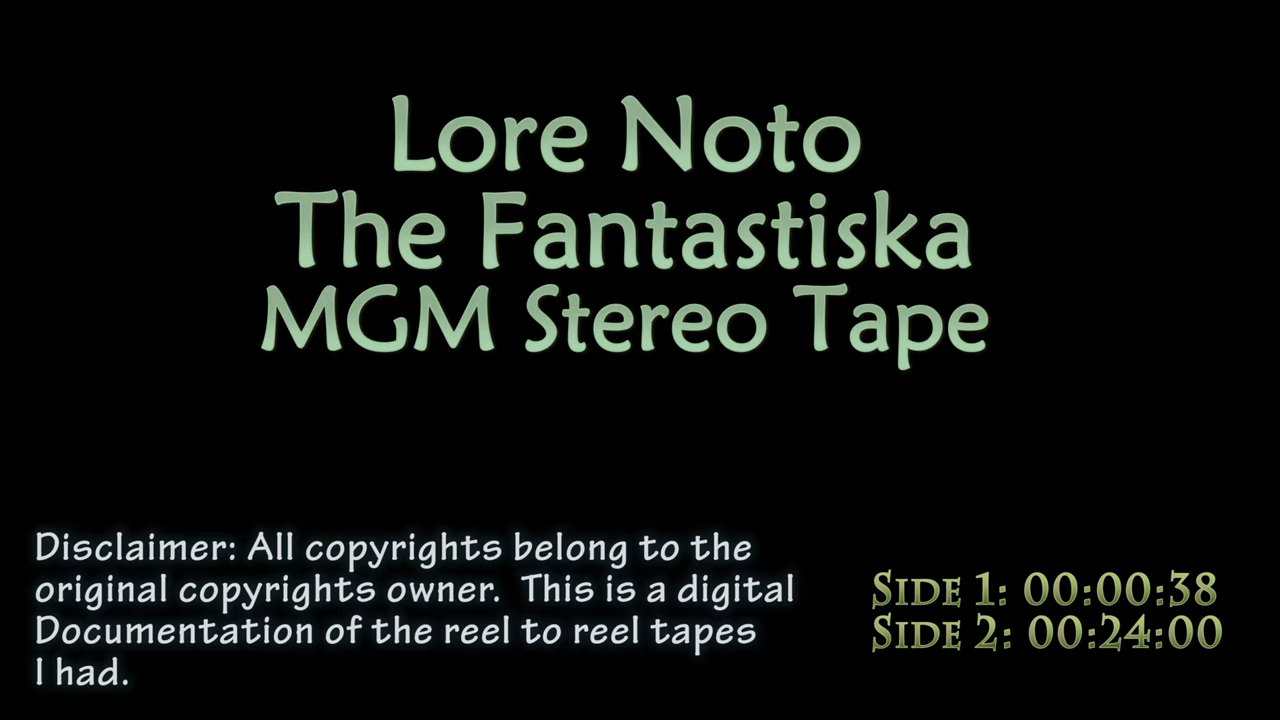 Lore Noto
The Fantastiska
MGM Stereo Tape
Disclaimer: All copyrights belong to the
original copyrights owner.  This is a digital
Documentation of the reel to reel tapes
I had.
Side 1: 00:00:38
Side 2: 00:24:00